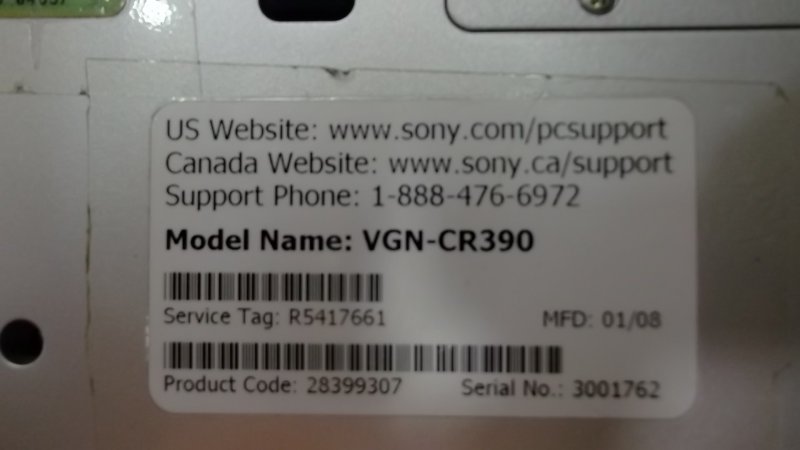 US Website: www.sony.com/pcsupport
Canada Website: www.sony.ca/support
Support Phone: 1-888-476-6972
Model Name: VGN-CR390
Service Tag: R5417661 MFD: 01/08
Product Code: 28399307 Serial No.: 3001762